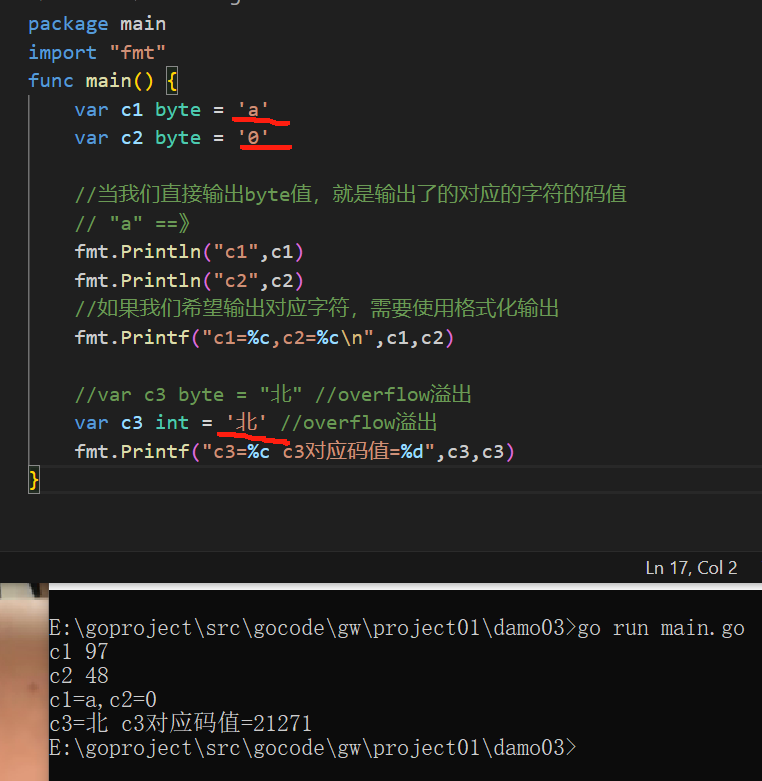 package main
import "fmt"
func main() {
var c1 byte = 'a'
var c2 byte = '0'
//当我们直接输出byte值，就是输出了的对应的字符的码值
// "a" ==》
fmt.Println("c1",c1)
fmt.Println("c2",c2)
//如果我们希望输出对应字符，需要使用格式化输出
fmt.Printf("c1=%c,c2=%c\n",c1,c2)
//var c3 byte = "北" //overflow溢出
var c3 int = '北' //overflow溢出
fmt.Printf("c3=%c c3对应码值=%d",c3,c3)
}
Ln 17, Col 2
E:\goproject\src\gocode\gw\project01\damo03>go run main.go
c1 97
c2 48
c1=a,c2=0
c3=北 c3对应码值=21271
E:\goproject\src\gocode\gw\project01\damo03>